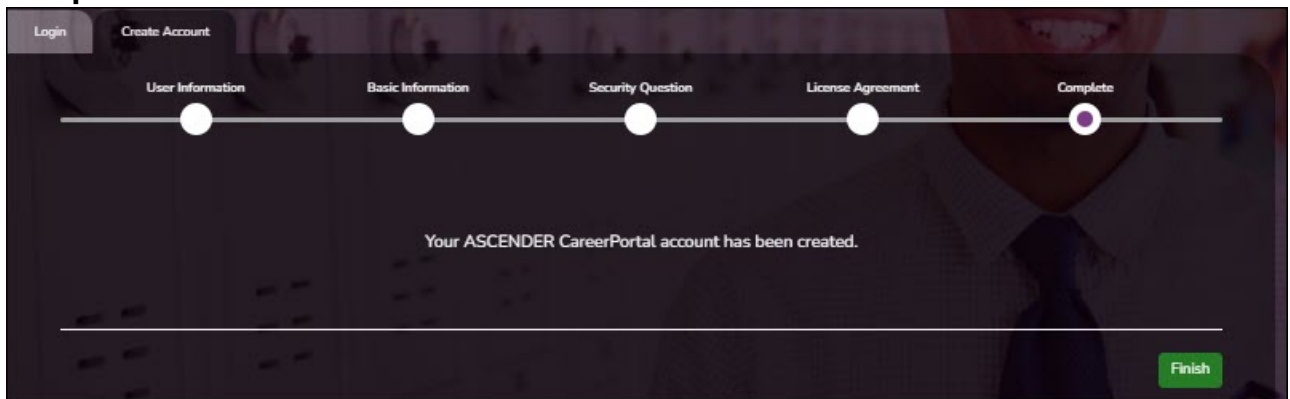 Login
Create Account
User Information
Basic Information
Security Question
License Agreement
Complete
Your ASCENDER CareerPortal account has been created.
Finish